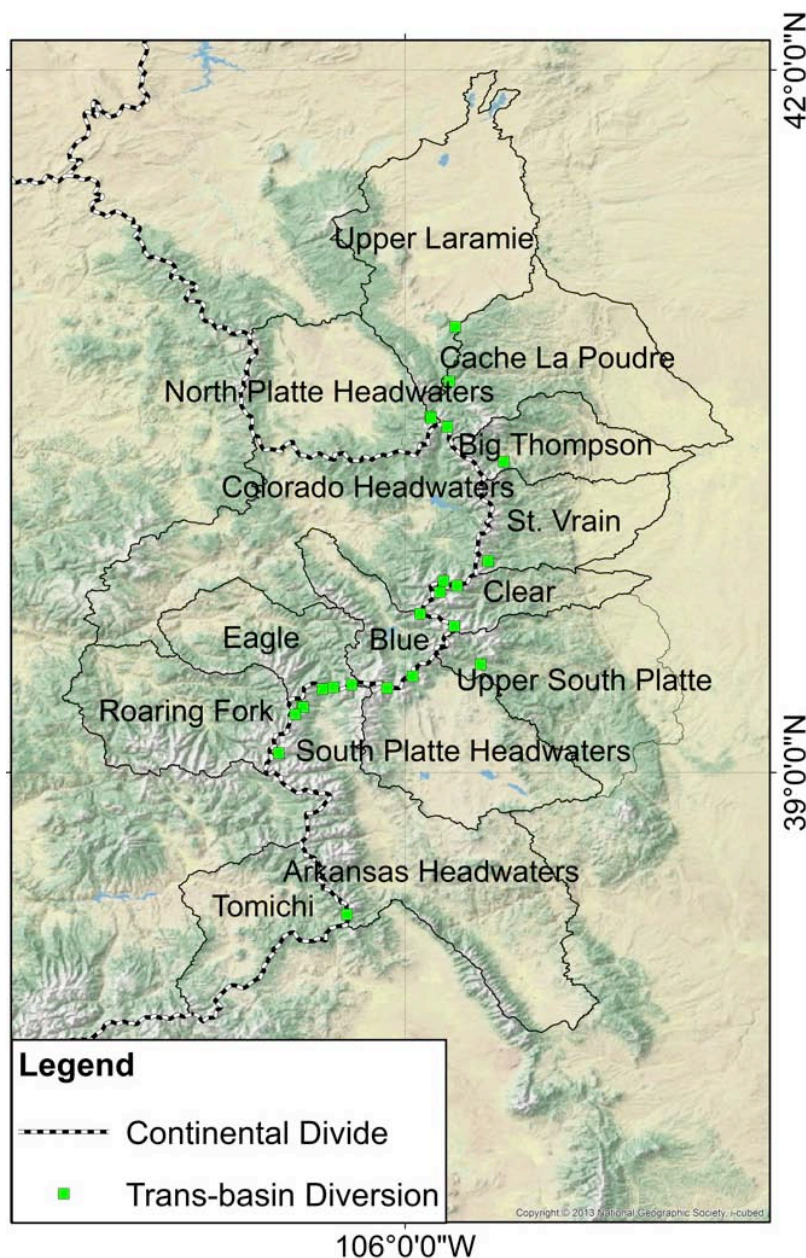 42°0'0"N
Upper Laramie
Cache La Poudre
North Platte Headwaters
Big Thompson
Colorado Headwaters
St. Vrain
Clear
Eagle
Blue
Upper South Platte
Roaring Fork
South Platte Headwaters
39°0'0"N
Arkansas Headwaters
Tomichi
Legend
Continental Divide
Trans-basin Diversion
Copyright © 2013 National Geographic Society, i-cubed
106°0'0"W